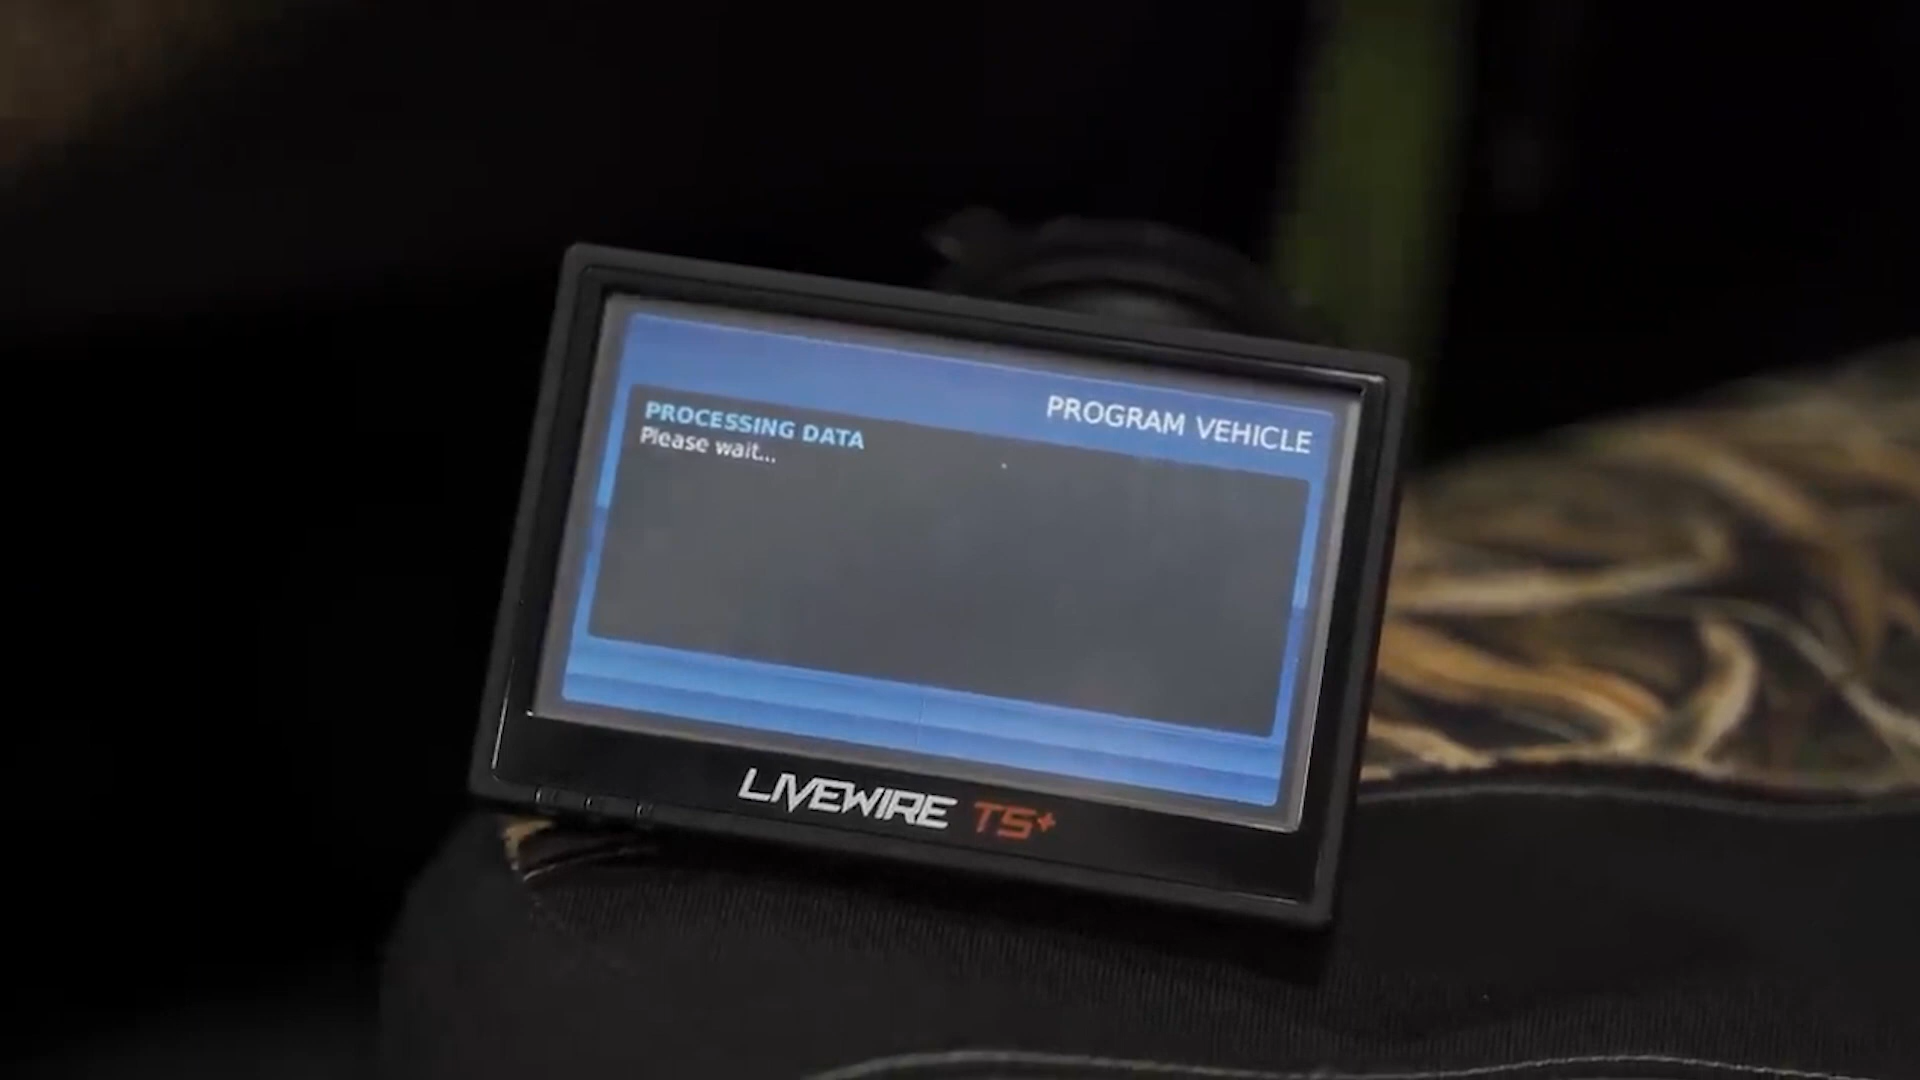 PROGRAM VEHICLE
PROCESSING DATA
Please wait...
LIVEWIRE TS+